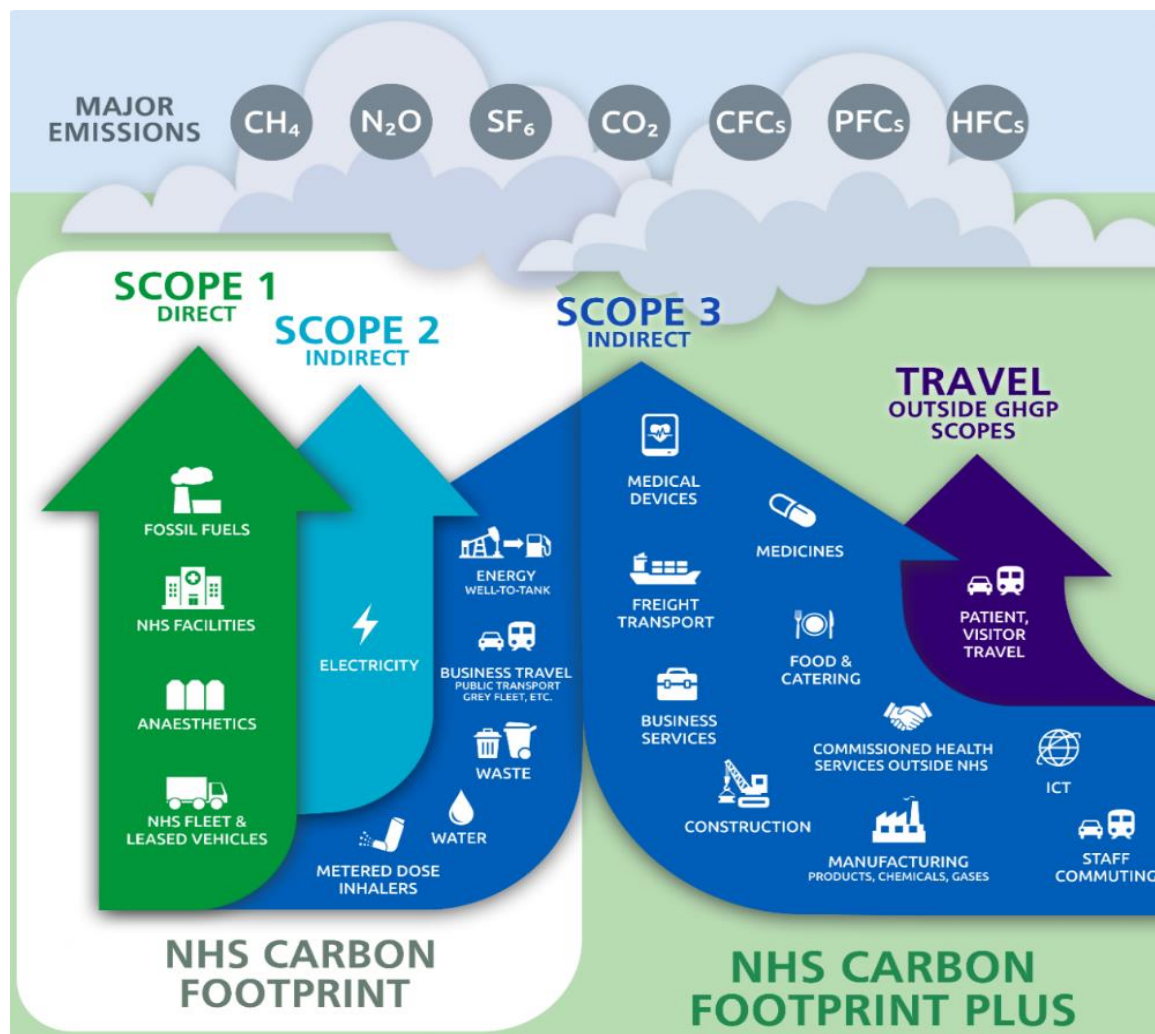 MAJOR
EMISSIONS
CH₄
N₂O
SF₆
CO₂
CFCs
PFCs
HFCs
SCOPE 1
DIRECT
FOSSIL FUELS
NHS FACILITIES
ANAESTHETICS
NHS FLEET &
LEASED VEHICLES
SCOPE 2
INDIRECT
ELECTRICITY
SCOPE 3
INDIRECT
ENERGY
WELL-TO-TANK
BUSINESS TRAVEL
PUBLIC TRANSPORT
GREY FLEET, ETC.
WASTE
WATER
METERED DOSE
INHALERS
MEDICAL
DEVICES
MEDICINES
FREIGHT
TRANSPORT
FOOD &
CATERING
BUSINESS
SERVICES
COMMISSIONED HEALTH
SERVICES OUTSIDE NHS
ICT
CONSTRUCTION
MANUFACTURING
PRODUCTS, CHEMICALS, GASES
STAFF
COMMUTING
TRAVEL
OUTSIDE GHGP
SCOPES
PATIENT,
VISITOR
TRAVEL
NHS CARBON
FOOTPRINT
NHS CARBON
FOOTPRINT PLUS